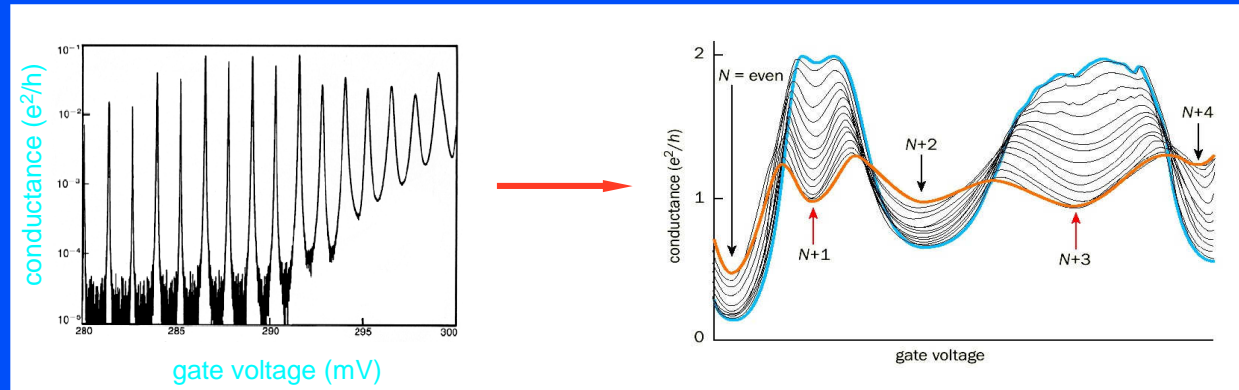 conductance (e²/h)
10⁻¹
10⁻²
10⁻³
10⁻⁴
10⁻⁵
280
285
290
295
300
gate voltage (mV)
conductance (e²/h)
2
1
0
N = even
N+1
N+2
N+3
N+4
gate voltage